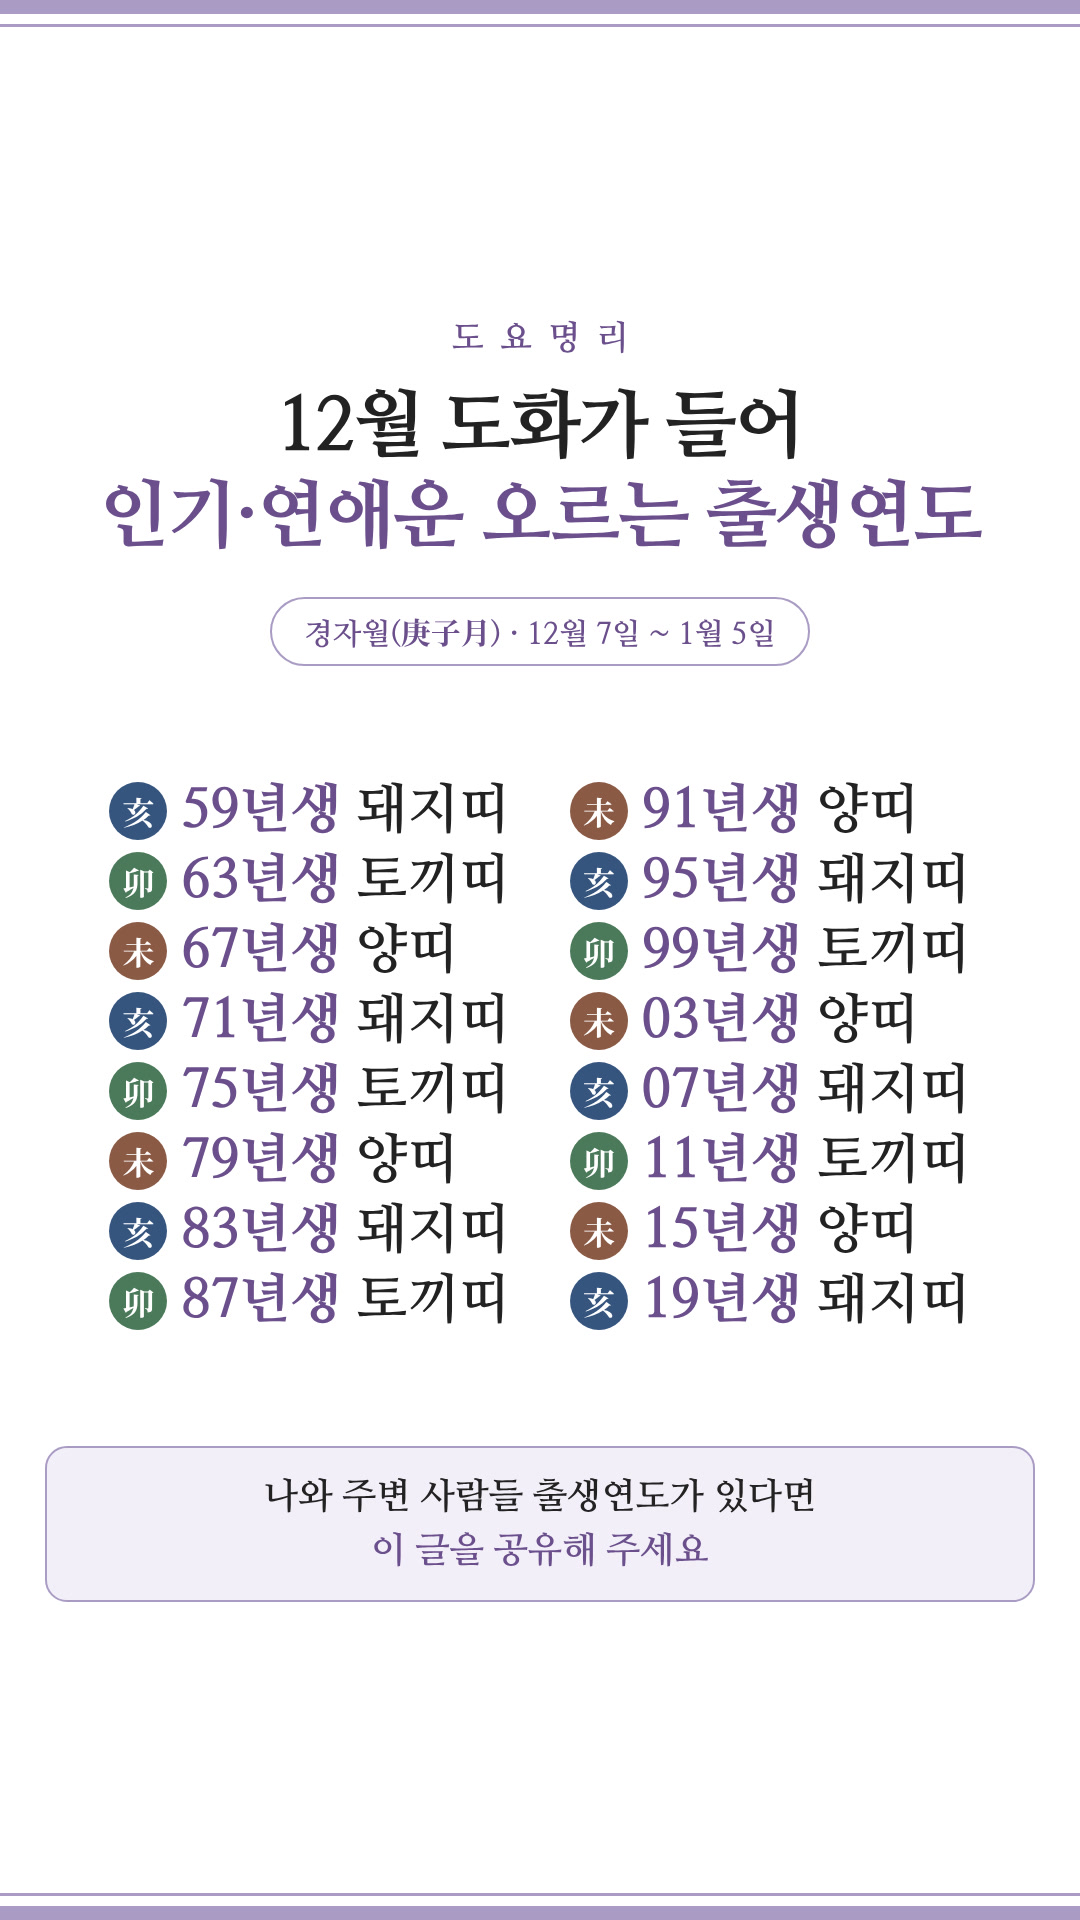 도요명리
12월 도화가 들어
인기·연애운 오르는 출생연도
경자월(庚子月) · 12월 7일 ~ 1월 5일
亥 59년생 돼지띠
卯 63년생 토끼띠
未 67년생 양띠
亥 71년생 돼지띠
卯 75년생 토끼띠
未 79년생 양띠
亥 83년생 돼지띠
卯 87년생 토끼띠
未 91년생 양띠
亥 95년생 돼지띠
卯 99년생 토끼띠
未 03년생 양띠
亥 07년생 돼지띠
卯 11년생 토끼띠
未 15년생 양띠
亥 19년생 돼지띠
나와 주변 사람들 출생연도가 있다면
이 글을 공유해 주세요